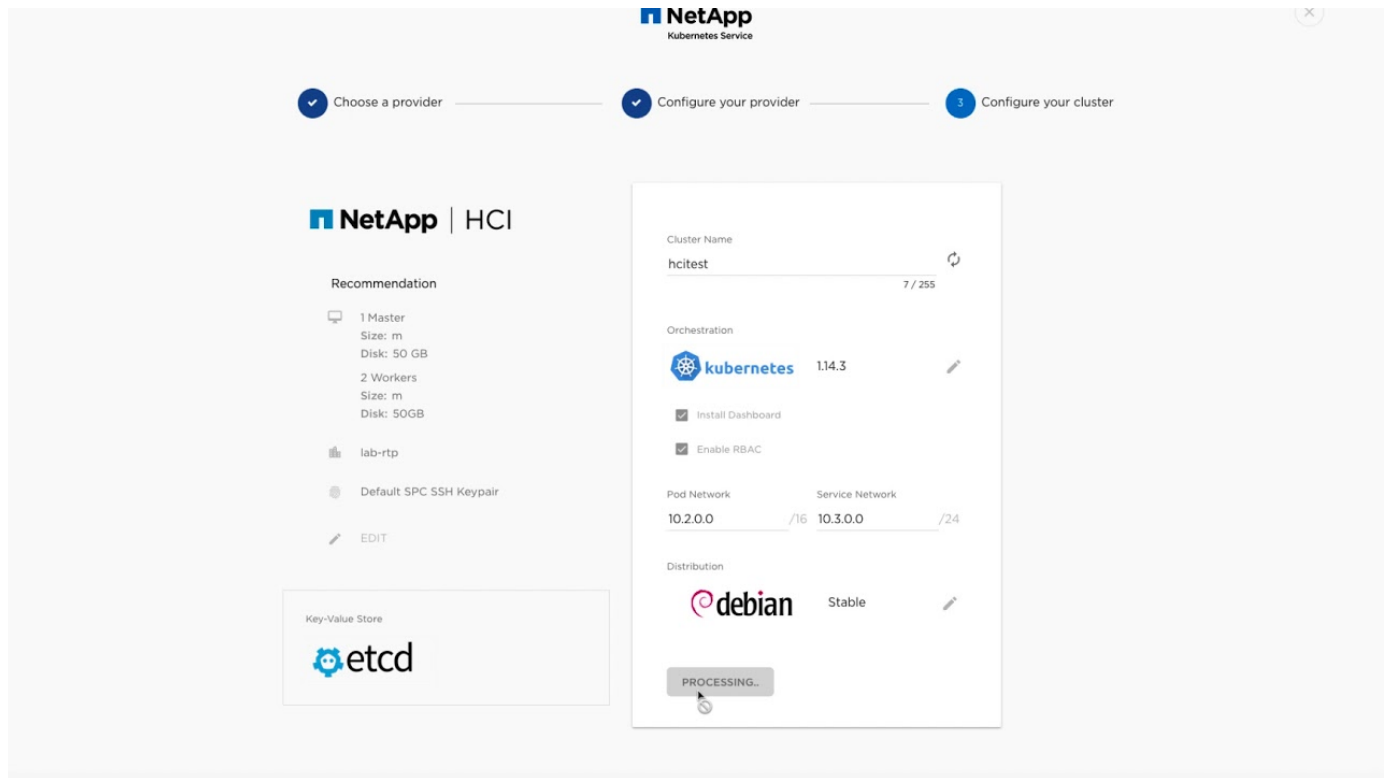 NetApp
Kubernetes Service
Choose a provider
Configure your provider
3 Configure your cluster
NetApp | HCI
Recommendation
1 Master
Size: m
Disk: 50 GB
2 Workers
Size: m
Disk: 50GB
lab-rtp
Default SPC SSH Keypair
EDIT
Key-Value Store
etcd
Cluster Name
hcitest
7 / 255
Orchestration
kubernetes 1.14.3
Install Dashboard
Enable RBAC
Pod Network Service Network
10.2.0.0 /16 10.3.0.0 /24
Distribution
debian Stable
PROCESSING..